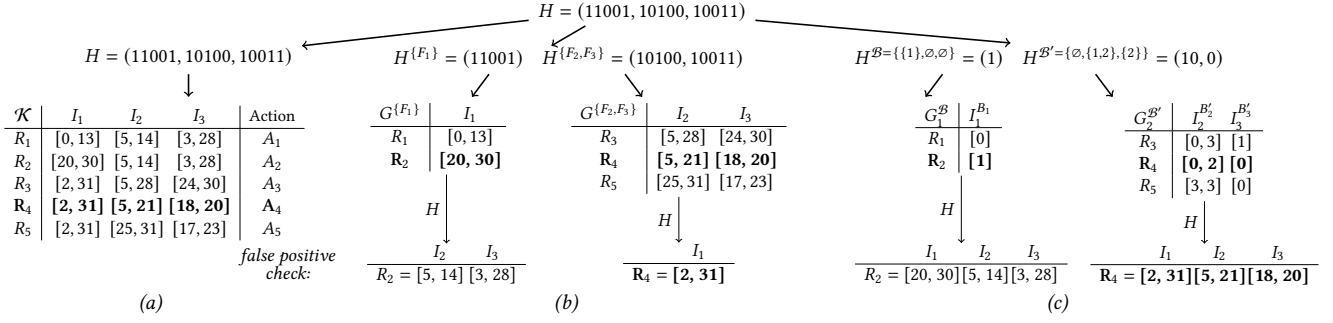 H = (11001, 10100, 10011)
H = (11001, 10100, 10011)
𝒦 I₁ I₂ I₃ Action
R₁ [0, 13] [5, 14] [3, 28] A₁
R₂ [20, 30] [5, 14] [3, 28] A₂
R₃ [2, 31] [5, 28] [24, 30] A₃
R₄ [2, 31] [5, 21] [18, 20] A₄
R₅ [2, 31] [25, 31] [17, 23] A₅
false positive
check:
(a)
H^{F₁} = (11001)
G^{F₁} I₁
R₁ [0, 13]
R₂ [20, 30]
H
I₂ I₃
R₂ = [5, 14] [3, 28]
H^{F₂,F₃} = (10100, 10011)
G^{F₂,F₃} I₂ I₃
R₃ [5, 28] [24, 30]
R₄ [5, 21] [18, 20]
R₅ [25, 31] [17, 23]
H
I₁
R₄ = [2, 31]
(b)
H^ℬ={{1},∅,∅} = (1)
G₁^ℬ I₁^B₁
R₁ [0]
R₂ [1]
H
I₁ I₂ I₃
R₂ = [20, 30][5, 14][3, 28]
H^ℬ′={∅,{1,2},{2}} = (10, 0)
G₂^ℬ′ I₂^B₂′ I₃^B₃′
R₃ [0, 3] [1]
R₄ [0, 2] [0]
R₅ [3, 3] [0]
H
I₁ I₂ I₃
R₄ = [2, 31][5, 21][18, 20]
(c)